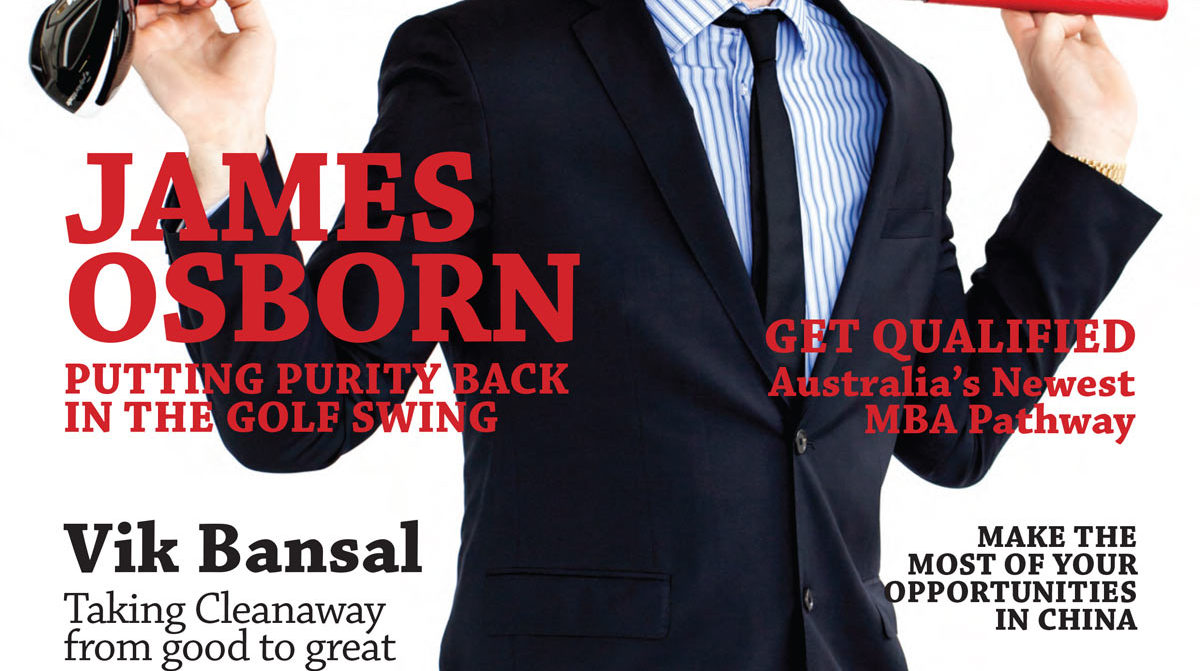 JAMES
OSBORN
PUTTING PURITY BACK
IN THE GOLF SWING
GET QUALIFIED
Australia's Newest
MBA Pathway
Vik Bansal
Taking Cleanaway
from good to great
MAKE THE
MOST OF YOUR
OPPORTUNITIES
IN CHINA